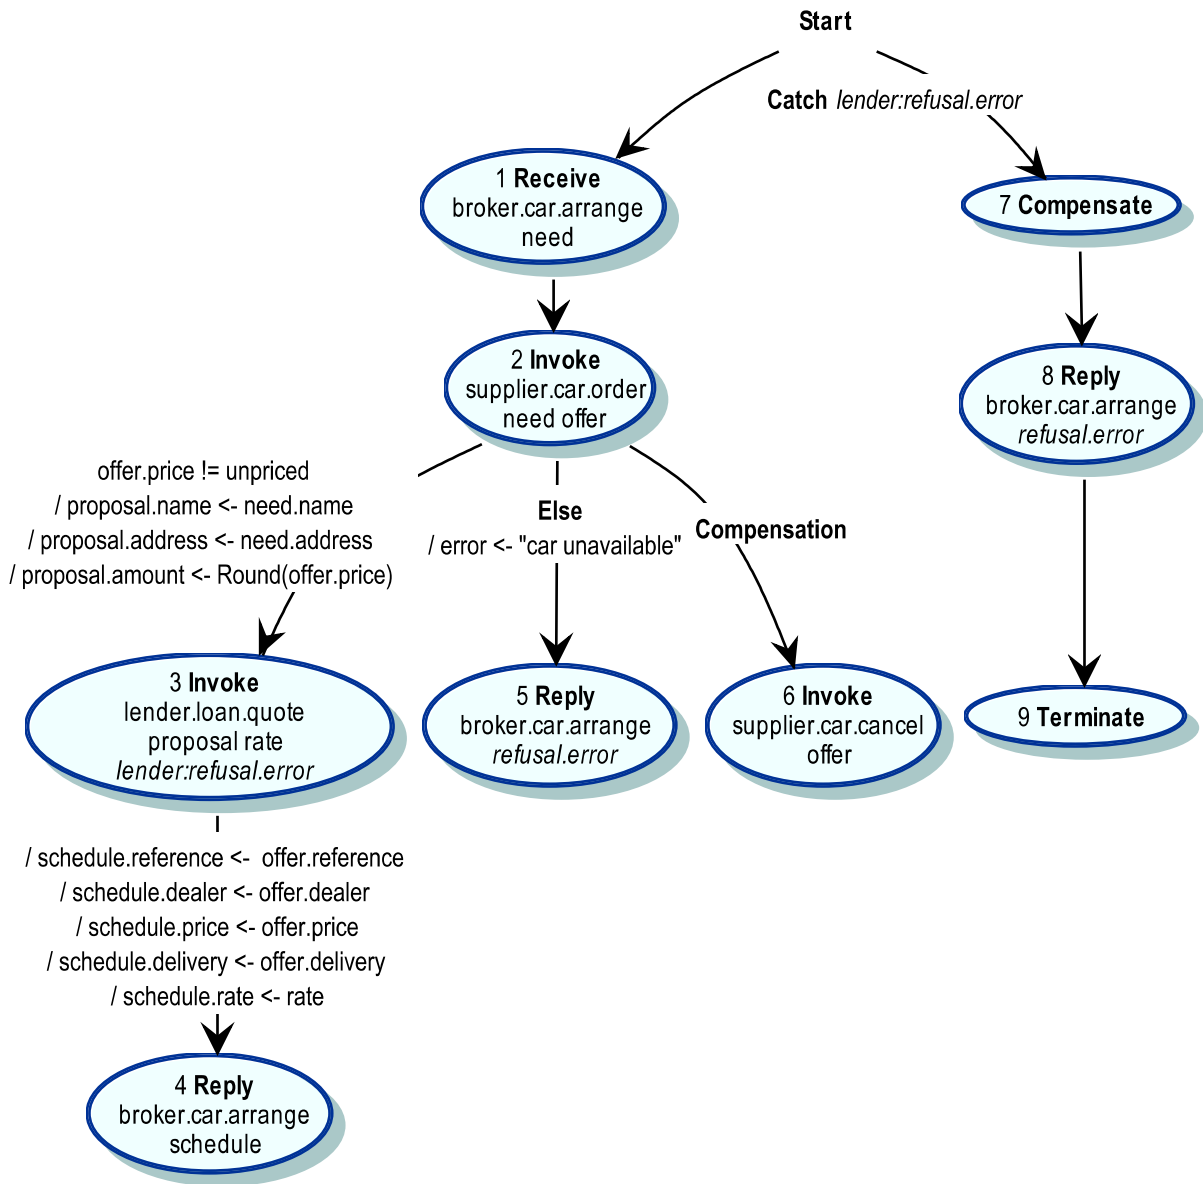 Start
Catch lender:refusal.error
1 Receive
broker.car.arrange
need
7 Compensate
2 Invoke
supplier.car.order
need offer
8 Reply
broker.car.arrange
refusal.error
offer.price != unpriced
/ proposal.name <- need.name
/ proposal.address <- need.address
/ proposal.amount <- Round(offer.price)
Else
/ error <- "car unavailable"
Compensation
3 Invoke
lender.loan.quote
proposal rate
lender:refusal.error
5 Reply
broker.car.arrange
refusal.error
6 Invoke
supplier.car.cancel
offer
9 Terminate
/ schedule.reference <-  offer.reference
/ schedule.dealer <- offer.dealer
/ schedule.price <- offer.price
/ schedule.delivery <- offer.delivery
/ schedule.rate <- rate
4 Reply
broker.car.arrange
schedule